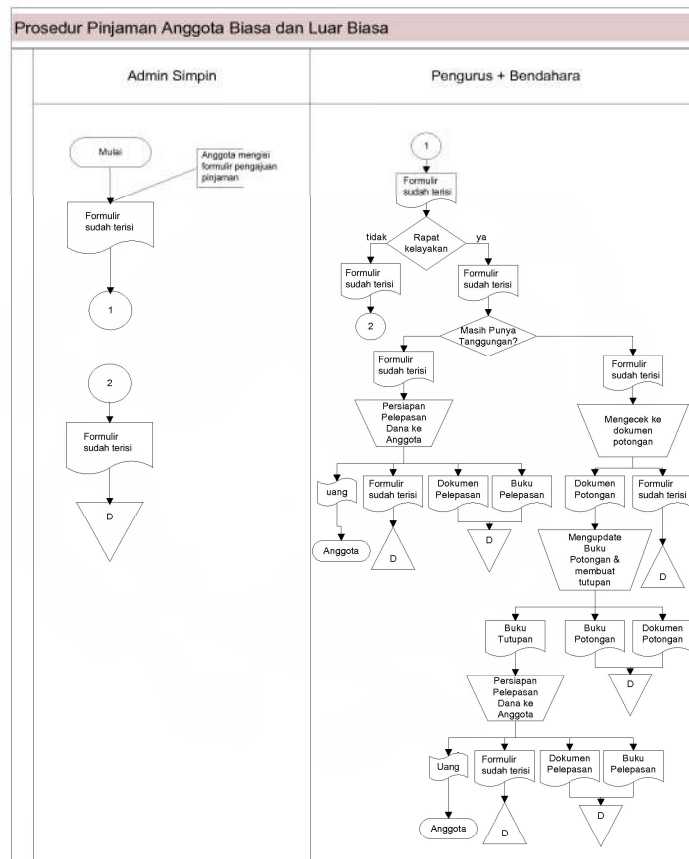 Prosedur Pinjaman Anggota Biasa dan Luar Biasa
Admin Simpin
Pengurus + Bendahara
Mulai
Anggota mengisi
formulir pengajuan
pinjaman
Formulir
sudah terisi
1
2
Formulir
sudah terisi
D
1
Formulir
sudah terisi
tidak
Rapat
kelayakan
ya
Formulir
sudah terisi
Formulir
sudah terisi
2
Masih Punya
Tanggungan?
Formulir
sudah terisi
Formulir
sudah terisi
Persiapan
Pelepasan
Dana ke
Anggota
Mengecek ke
dokumen
potongan
uang
Formulir
sudah terisi
Dokumen
Pelepasan
Buku
Pelepasan
Dokumen
Potongan
Formulir
sudah terisi
Anggota
D
D
Mengupdate
Buku
Potongan &
membuat
tutupan
D
Buku
Tutupan
Buku
Potongan
Dokumen
Potongan
Persiapan
Pelepasan
Dana ke
Anggota
D
Uang
Formulir
sudah terisi
Dokumen
Pelepasan
Buku
Pelepasan
Anggota
D
D